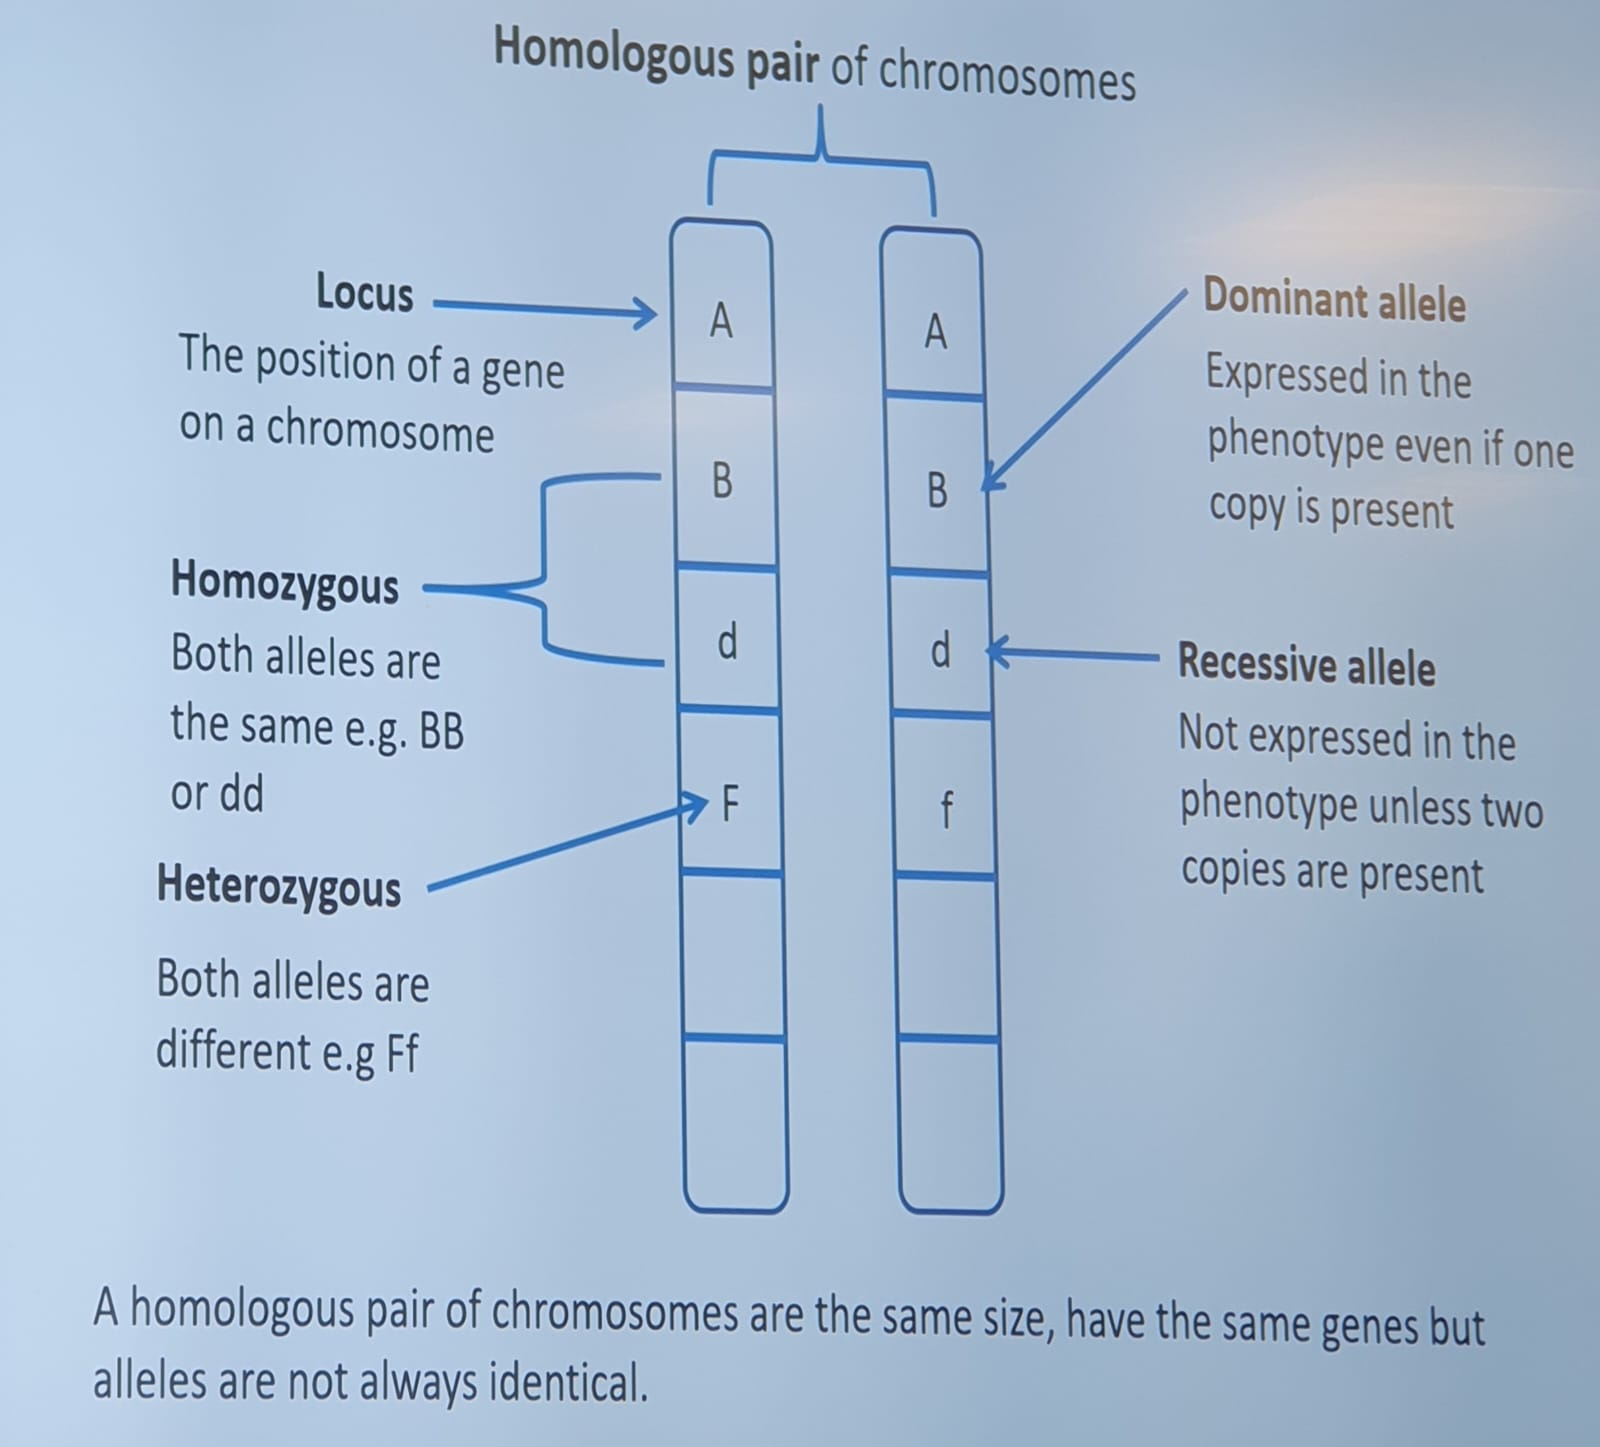 Homologous pair of chromosomes
Locus
The position of a gene
on a chromosome
Homozygous
Both alleles are
the same e.g. BB
or dd
Heterozygous
Both alleles are
different e.g Ff
A
B
d
F
A
B
d
f
Dominant allele
Expressed in the
phenotype even if one
copy is present
Recessive allele
Not expressed in the
phenotype unless two
copies are present
A homologous pair of chromosomes are the same size, have the same genes but
alleles are not always identical.